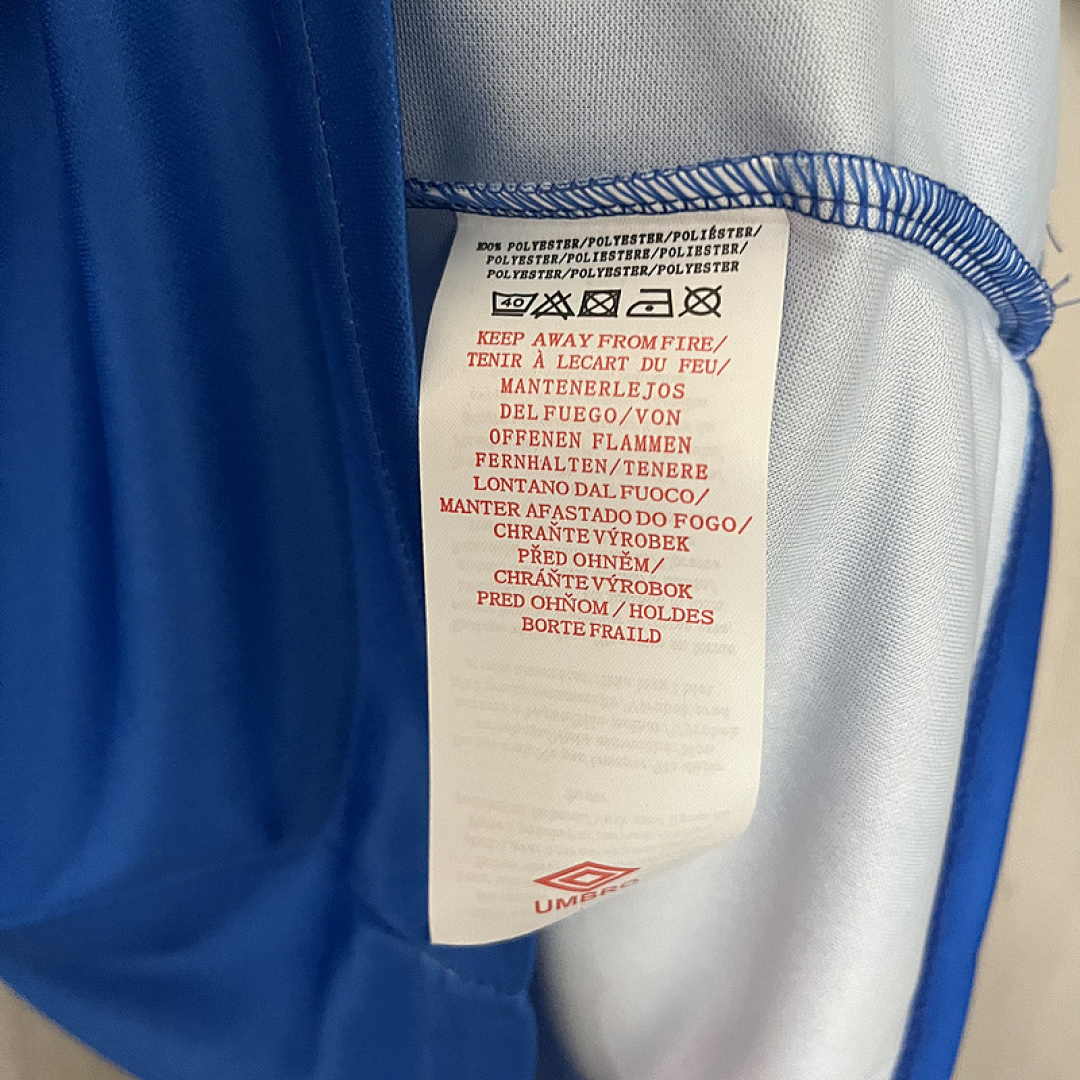 100% POLYESTER/POLYESTER/POLIÉSTER/
POLYESTER/POLIESTERE/POLIESTER/
POLYESTER/POLYESTER/POLYESTER
40
KEEP AWAY FROM FIRE/
TENIR À LECART DU FEU/
MANTENERLEJOS
DEL FUEGO/VON
OFFENEN FLAMMEN
FERNHALTEN/TENERE
LONTANO DAL FUOCO/
MANTER AFASTADO DO FOGO/
CHRAŇTE VÝROBEK
PŘED OHNĚM/
CHRÁŇTE VÝROBOK
PRED OHŇOM / HOLDES
BORTE FRAILD
UMBRO